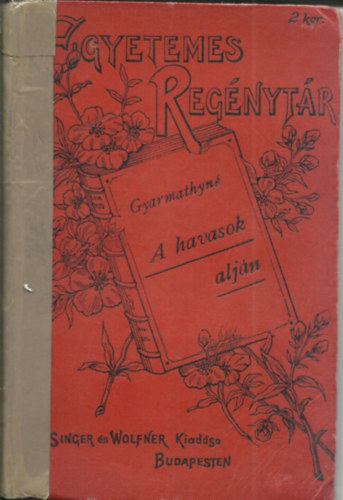 2 kor.
EGYETEMES
REGÉNYTÁR
Gyarmathyné
A havasok
alján
SINGER és WOLFNER Kiadása
BUDAPESTEN